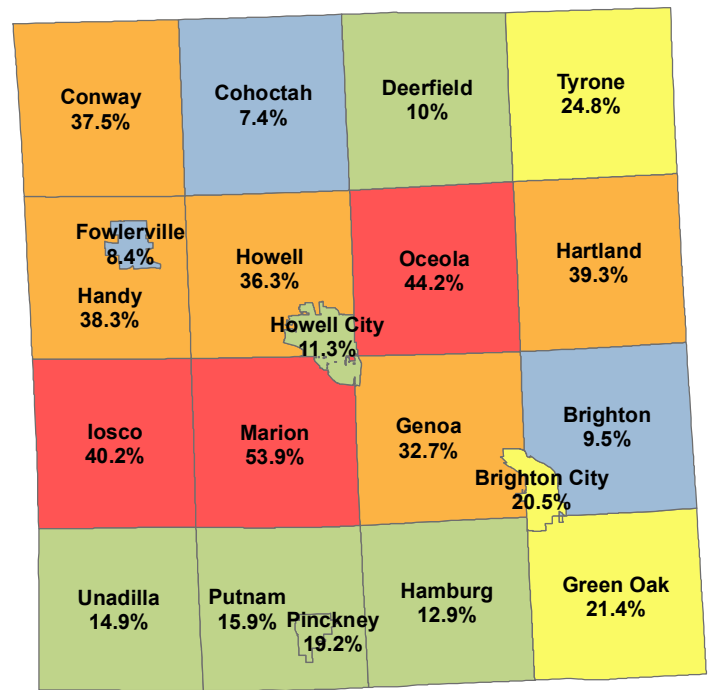 Conway
37.5%
Cohoctah
7.4%
Deerfield
10%
Tyrone
24.8%
Fowlerville
8.4%
Handy
38.3%
Howell
36.3%
Howell City
11.3%
Oceola
44.2%
Hartland
39.3%
Iosco
40.2%
Marion
53.9%
Genoa
32.7%
Brighton
9.5%
Brighton City
20.5%
Unadilla
14.9%
Putnam
15.9%
Pinckney
19.2%
Hamburg
12.9%
Green Oak
21.4%